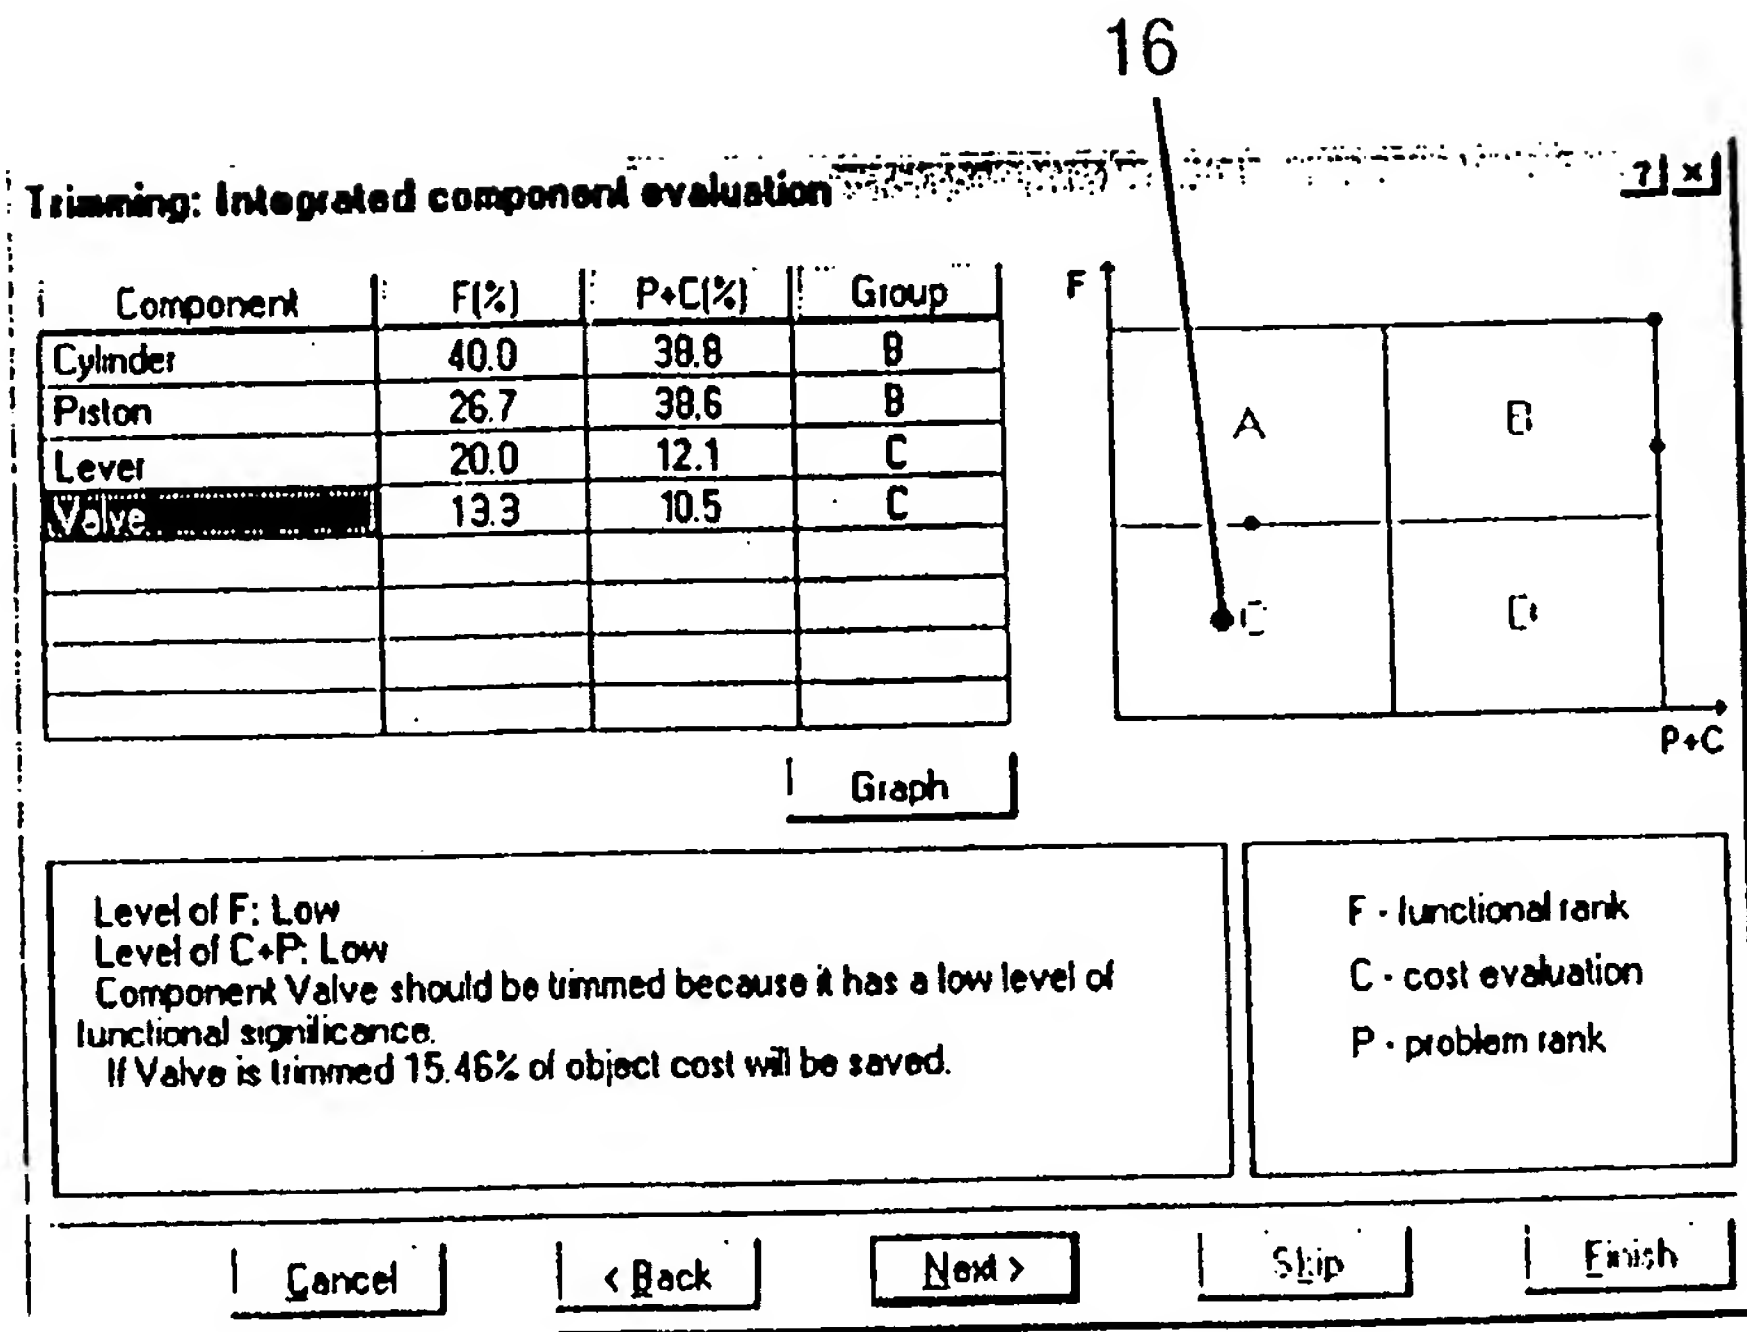 16
Trimming: Integrated component evaluation ? ×
Component F(%) P+C(%) Group
Cylinder 40.0 38.8 B
Piston 26.7 38.6 B
Lever 20.0 12.1 C
Valve 13.3 10.5 C
Graph
F
A B
C D
P+C
Level of F: Low
Level of C+P: Low
Component Valve should be trimmed because it has a low level of
functional significance.
If Valve is trimmed 15.46% of object cost will be saved.
F - functional rank
C - cost evaluation
P - problem rank
Cancel < Back Next > Skip Finish